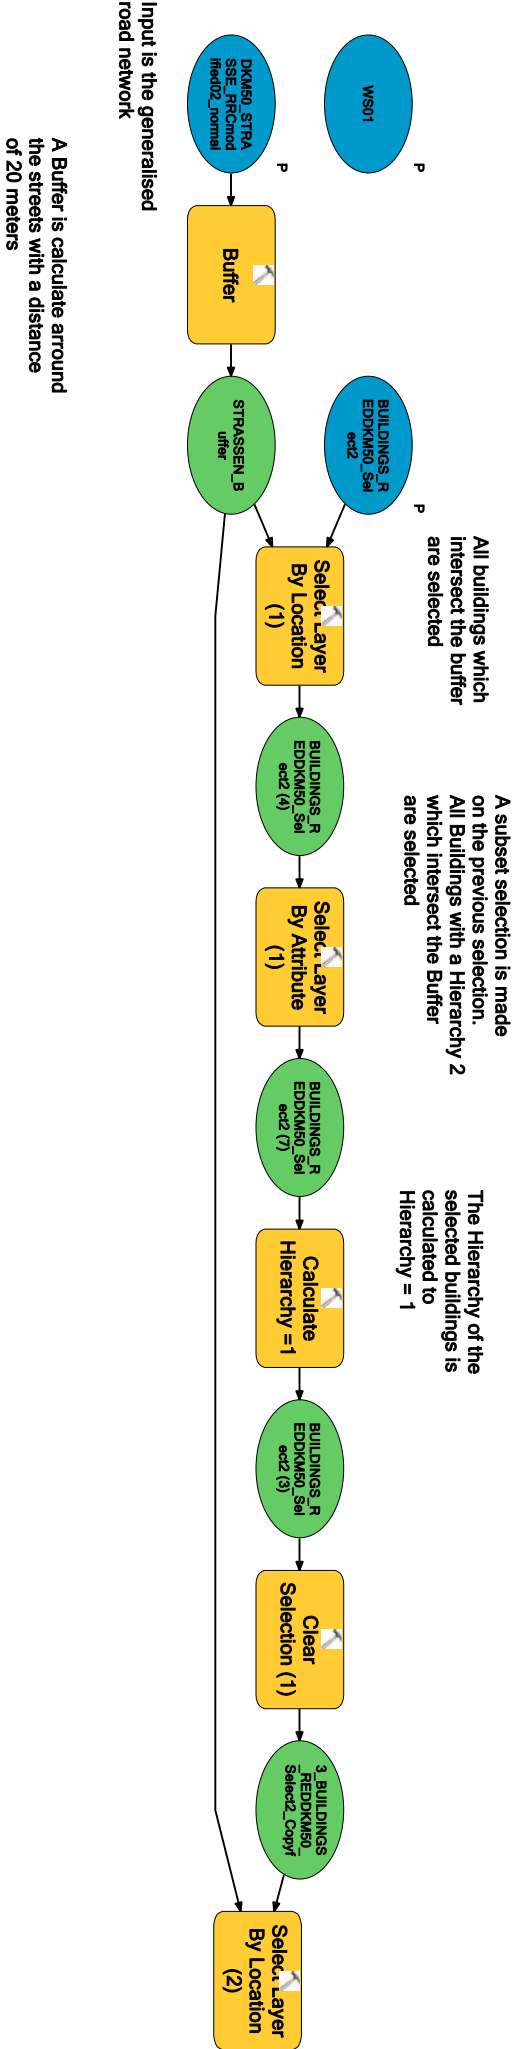 WS01
P
DKM50_STRA
SSE_RRCmod
ified02_normal
P
Input is the generalised
road network
Buffer
A Buffer is calculate arround
the streets with a distance
of 20 meters
BUILDINGS_R
EDDKM50_Sel
ect2
P
STRASSEN_B
uffer
All buildings which
intersect the buffer
are selected
Select Layer
By Location
(1)
BUILDINGS_R
EDDKM50_Sel
ect2 (4)
A subset selection is made
on the previous selection.
All Buildings with a Hierarchy 2
which intersect the Buffer
are selected
Select Layer
By Attribute
(1)
BUILDINGS_R
EDDKM50_Sel
ect2 (7)
The Hierarchy of the
selected buildings is
calculated to
Hierarchy = 1
Calculate
Hierarchy =1
BUILDINGS_R
EDDKM50_Sel
ect2 (3)
Clear
Selection (1)
3_BUILDINGS
_REDDKM50_
Select2_Copyf
Select Layer
By Location
(2)